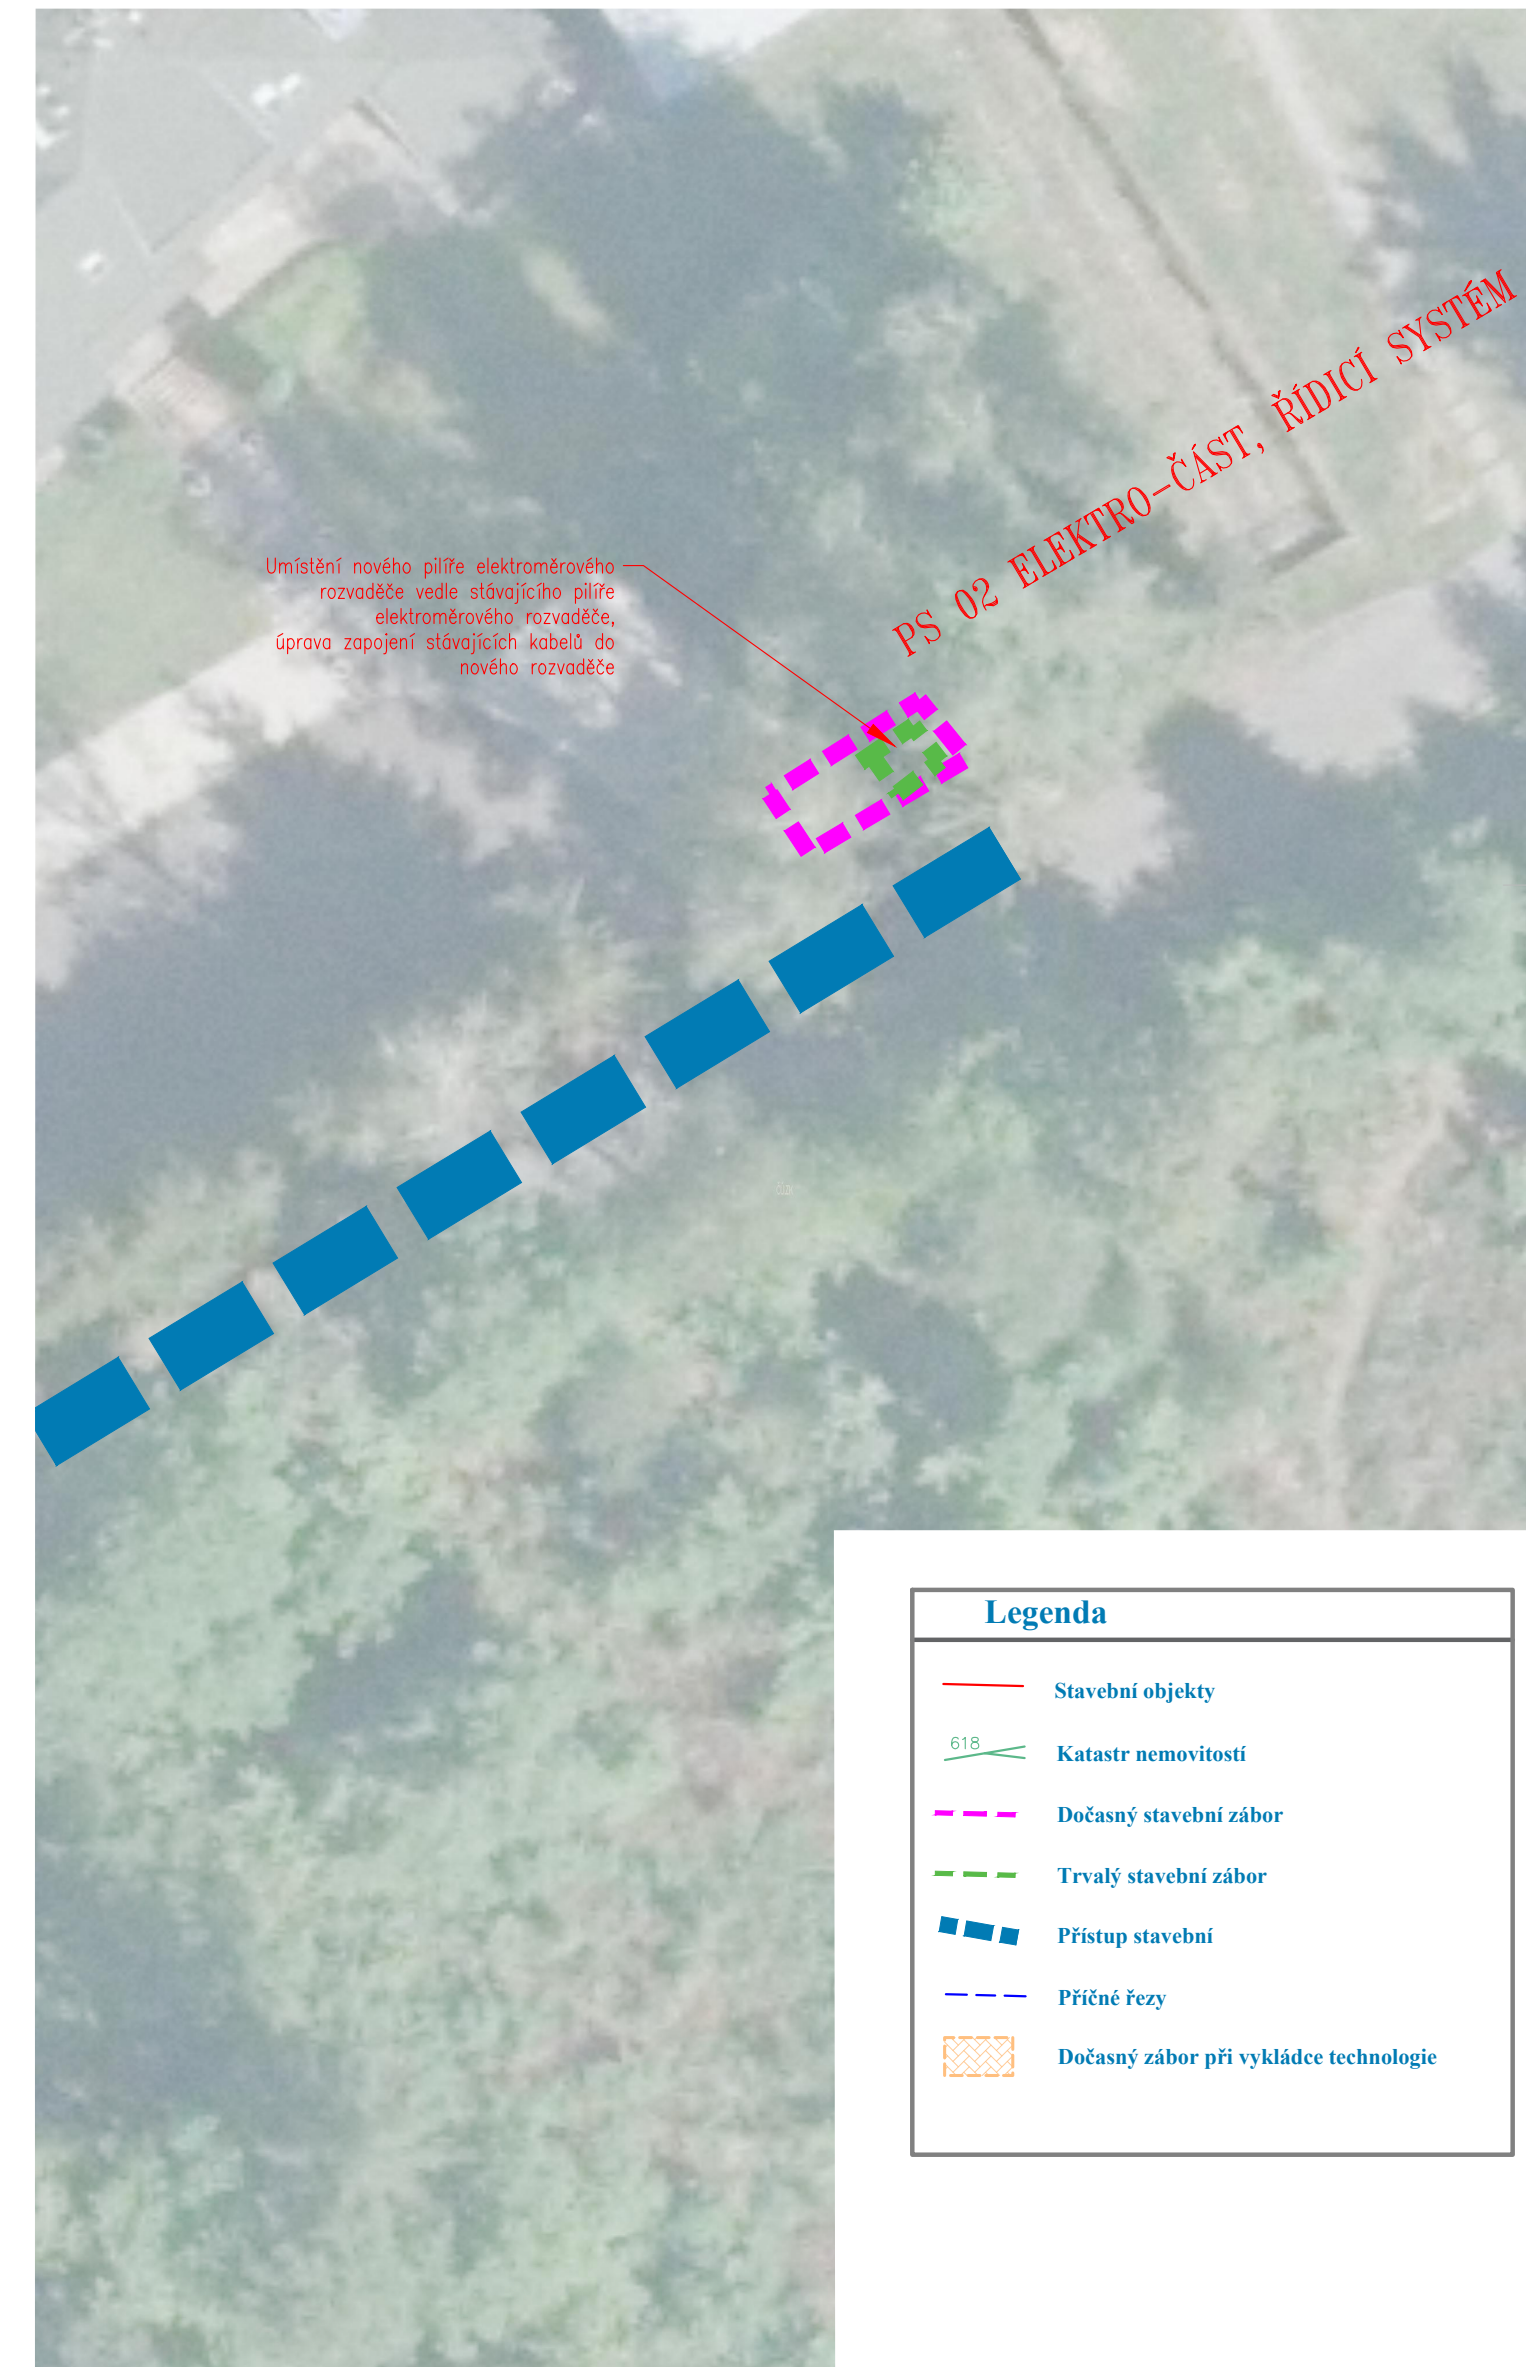 PS 02 ELEKTRO-ČÁST, ŘÍDICÍ SYSTÉM
Umístění nového pilíře elektroměrového
rozvaděče vedle stávajícího pilíře
elektroměrového rozvaděče,
úprava zapojení stávajících kabelů do
nového rozvaděče
Legenda
Stavební objekty
618
Katastr nemovitostí
Dočasný stavební zábor
Trvalý stavební zábor
Přístup stavební
Příčné řezy
Dočasný zábor při vykládce technologie